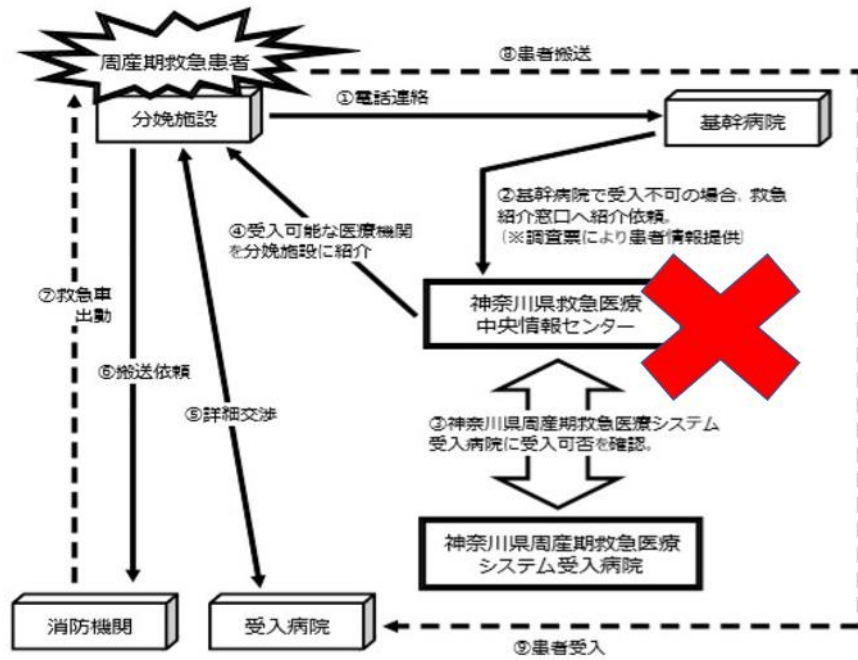 周産期救急患者
分娩施設
⑧患者搬送
①電話連絡
基幹病院
②基幹病院で受入不可の場合、救急
紹介窓口へ紹介依頼。
(※調査票により患者情報提供)
④受入可能な医療機関
を分娩施設に紹介
⑦救急車
出動
神奈川県救急医療
中央情報センター
⑥搬送依頼
⑤詳細交渉
③神奈川県周産期救急医療システム
受入病院に受入可否を確認。
神奈川県周産期救急医療
システム受入病院
消防機関
受入病院
⑨患者受入